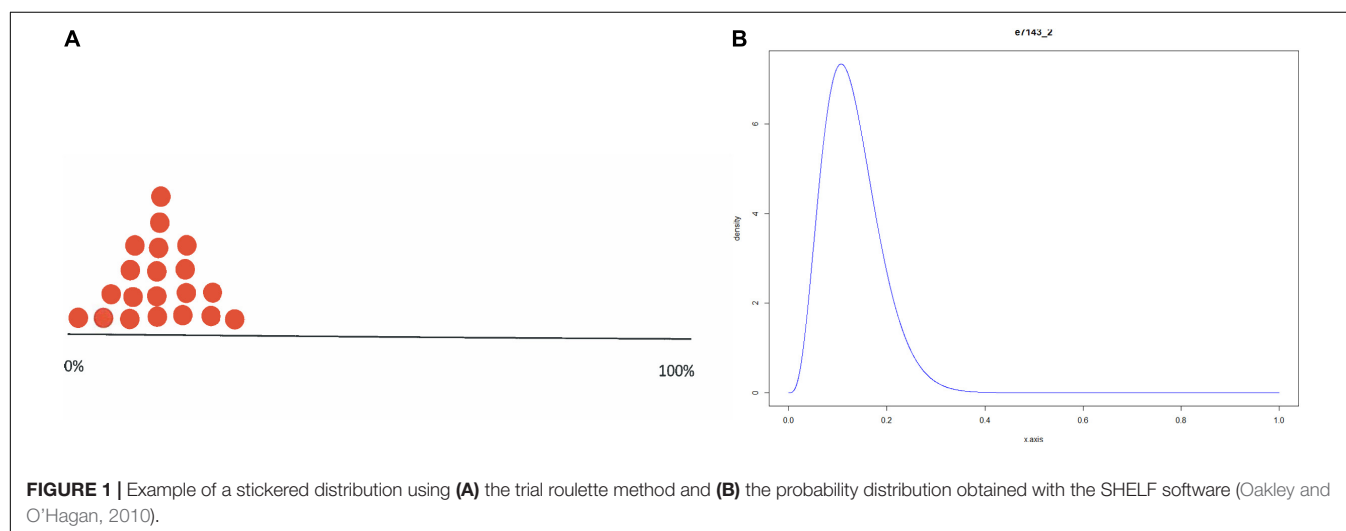 A
0%
100%
B
e7143_2
density
0
2
4
6
0.0 0.2 0.4 0.6 0.8 1.0
x.axis
FIGURE 1 | Example of a stickered distribution using (A) the trial roulette method and (B) the probability distribution obtained with the SHELF software (Oakley and
O’Hagan, 2010).